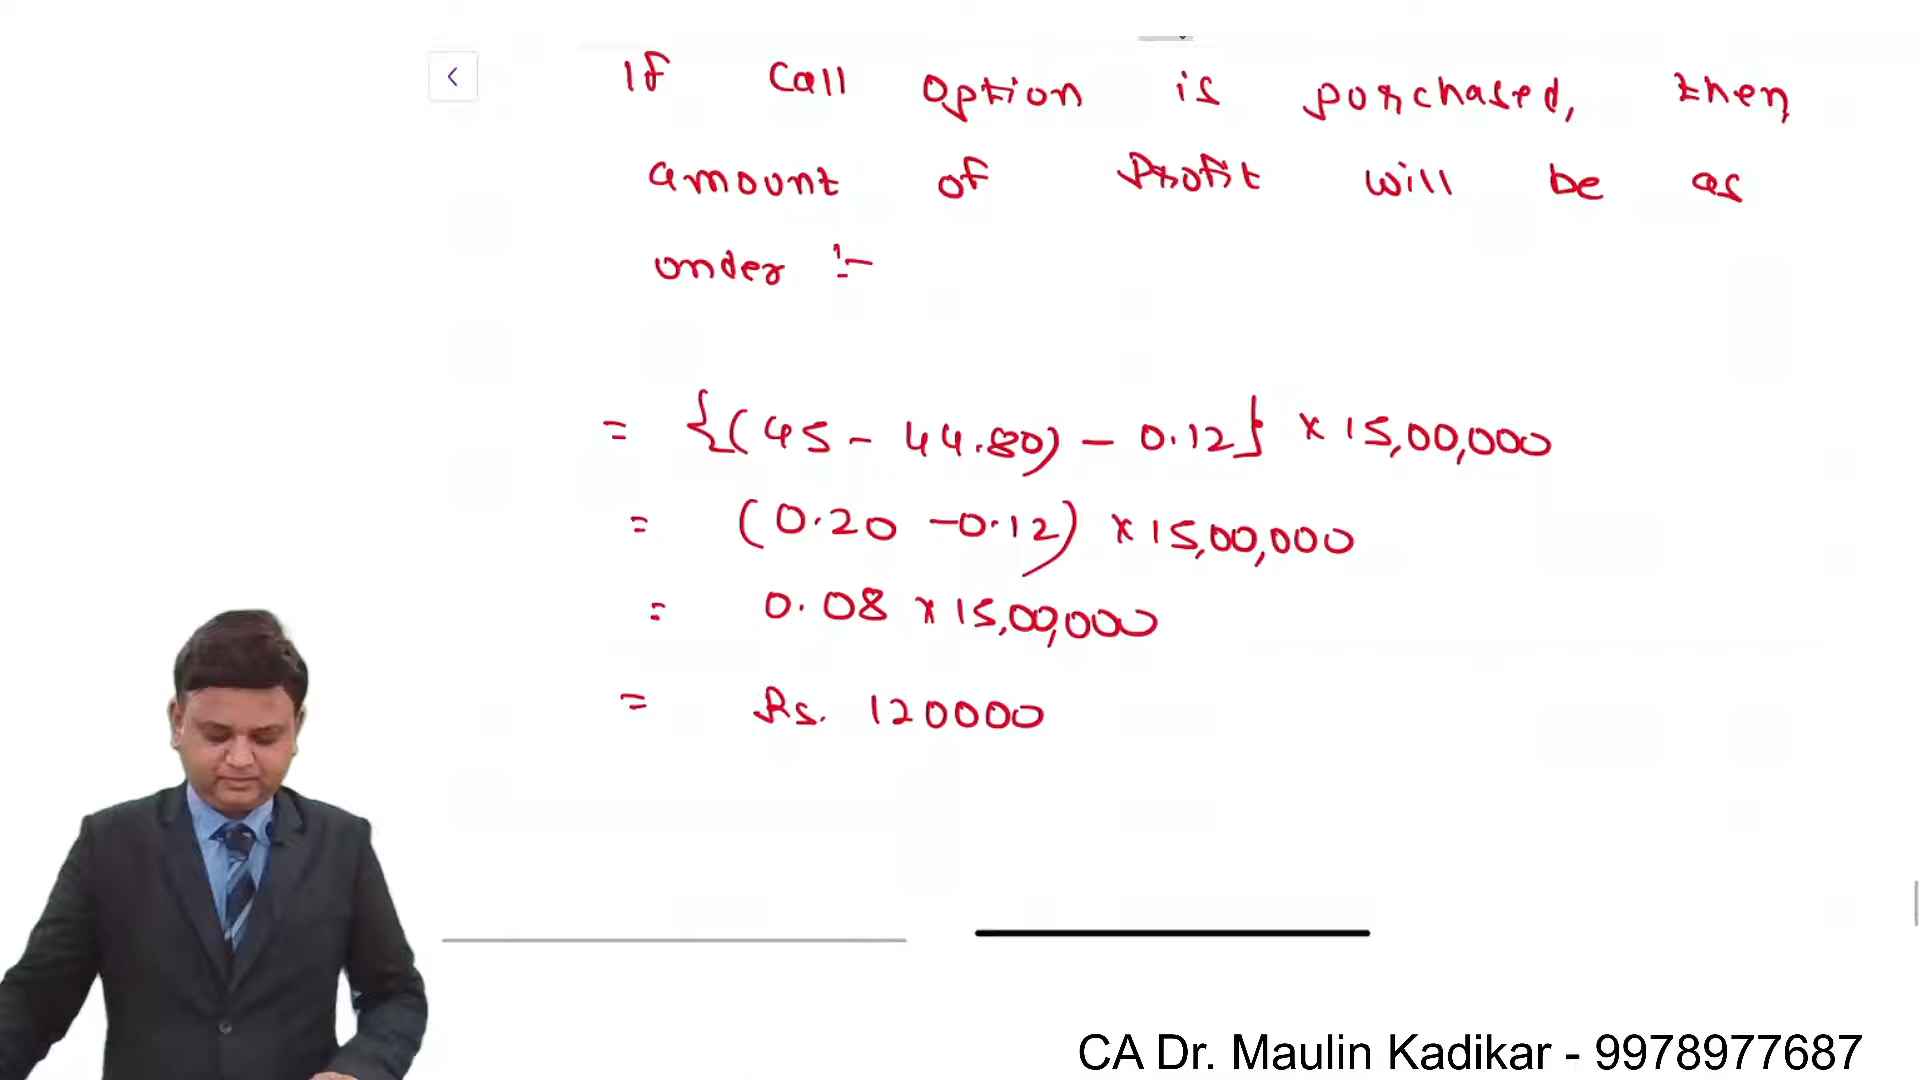 If Call Option is purchased, then
amount of Profit will be as
under :-
= {(45 - 44.80) - 0.12} × 15,00,000
= (0.20 - 0.12) × 15,00,000
= 0.08 × 15,00,000
= Rs. 120000
CA Dr. Maulin Kadikar - 9978977687